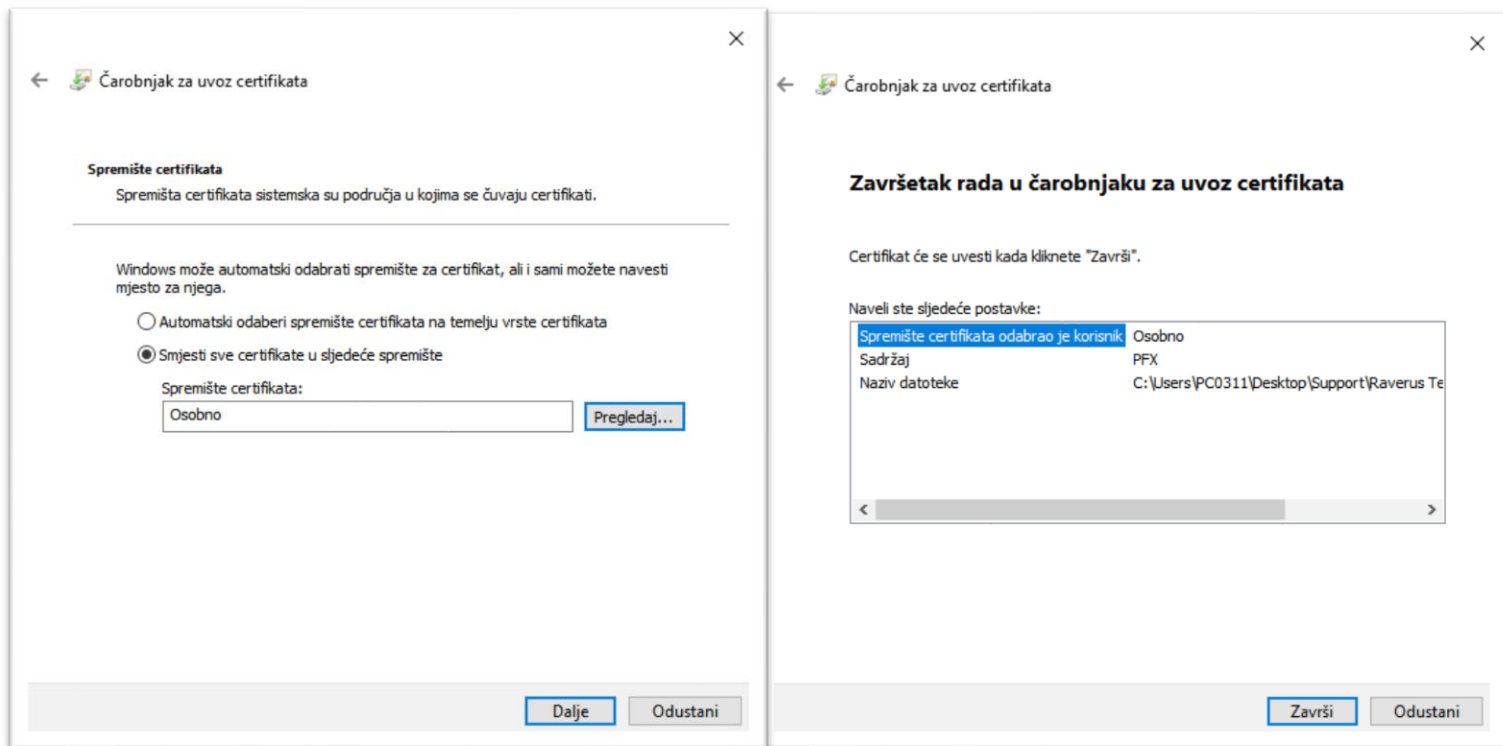 Čarobnjak za uvoz certifikata
Spremište certifikata
Spremišta certifikata sistemska su područja u kojima se čuvaju certifikati.
Windows može automatski odabrati spremište za certifikat, ali i sami možete navesti
mjesto za njega.
Automatski odaberi spremište certifikata na temelju vrste certifikata
Smjesti sve certifikate u sljedeće spremište
Spremište certifikata:
Osobno
Pregledaj...
Dalje
Odustani
Čarobnjak za uvoz certifikata
Završetak rada u čarobnjaku za uvoz certifikata
Certifikat će se uvesti kada kliknete "Završi".
Naveli ste sljedeće postavke:
Spremište certifikata odabrao je korisnik Osobno
Sadržaj PFX
Naziv datoteke C:\Users\PC0311\Desktop\Support\Raverus Te
Završi
Odustani